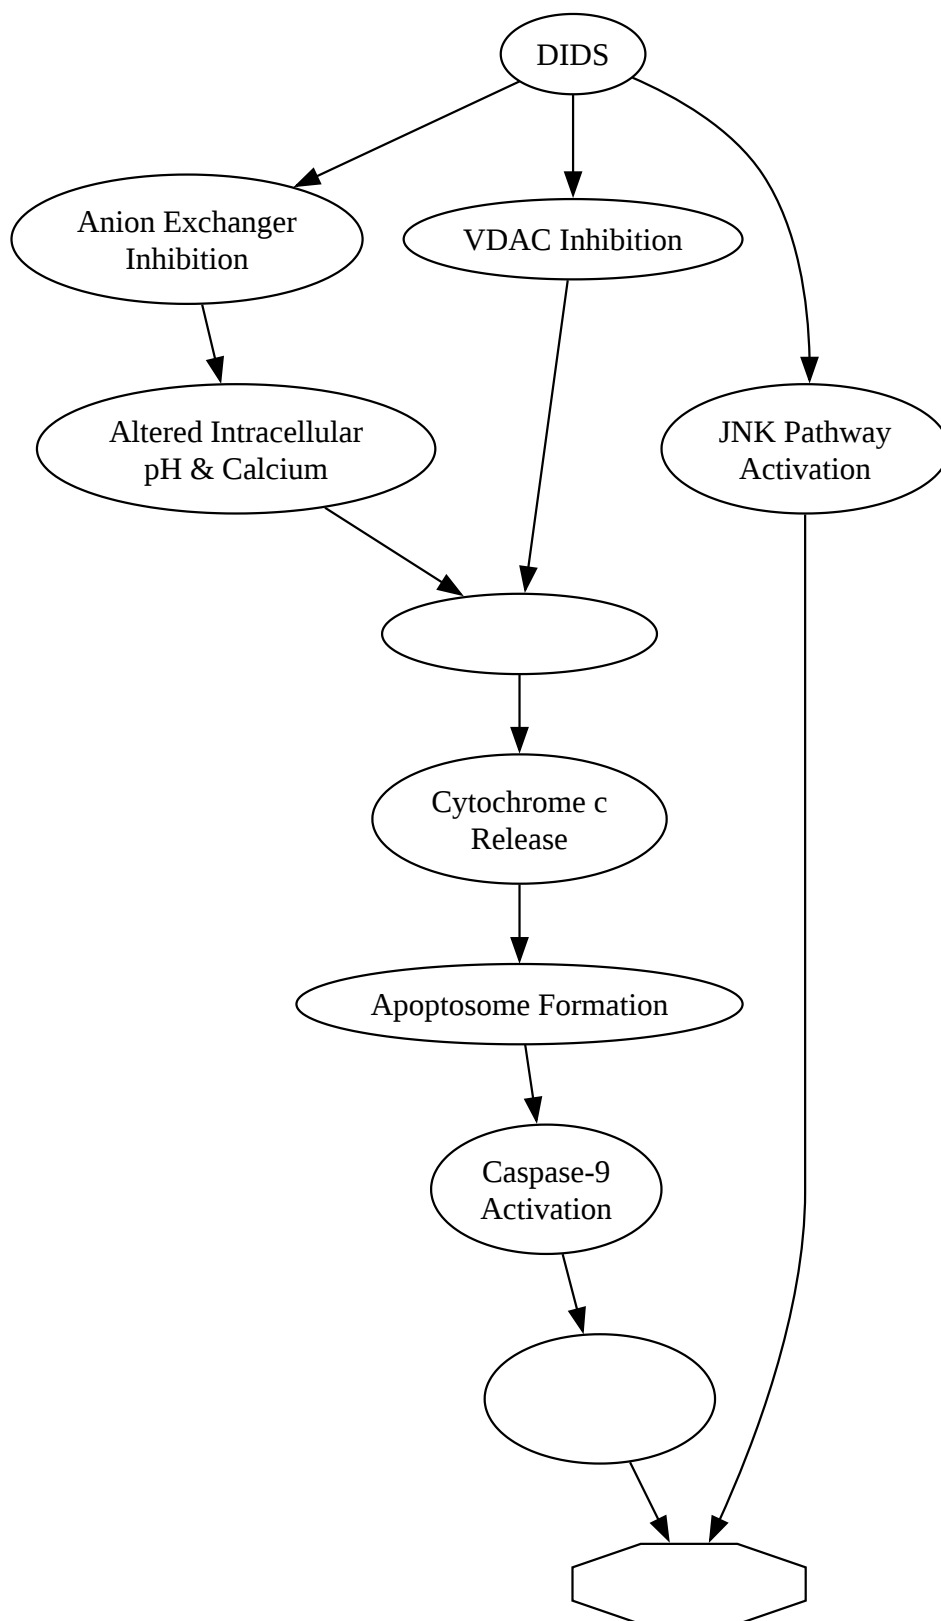 DIDS
Anion Exchanger
Inhibition
VDAC Inhibition
Altered Intracellular
pH & Calcium
JNK Pathway
Activation
Cytochrome c
Release
Apoptosome Formation
Caspase-9
Activation